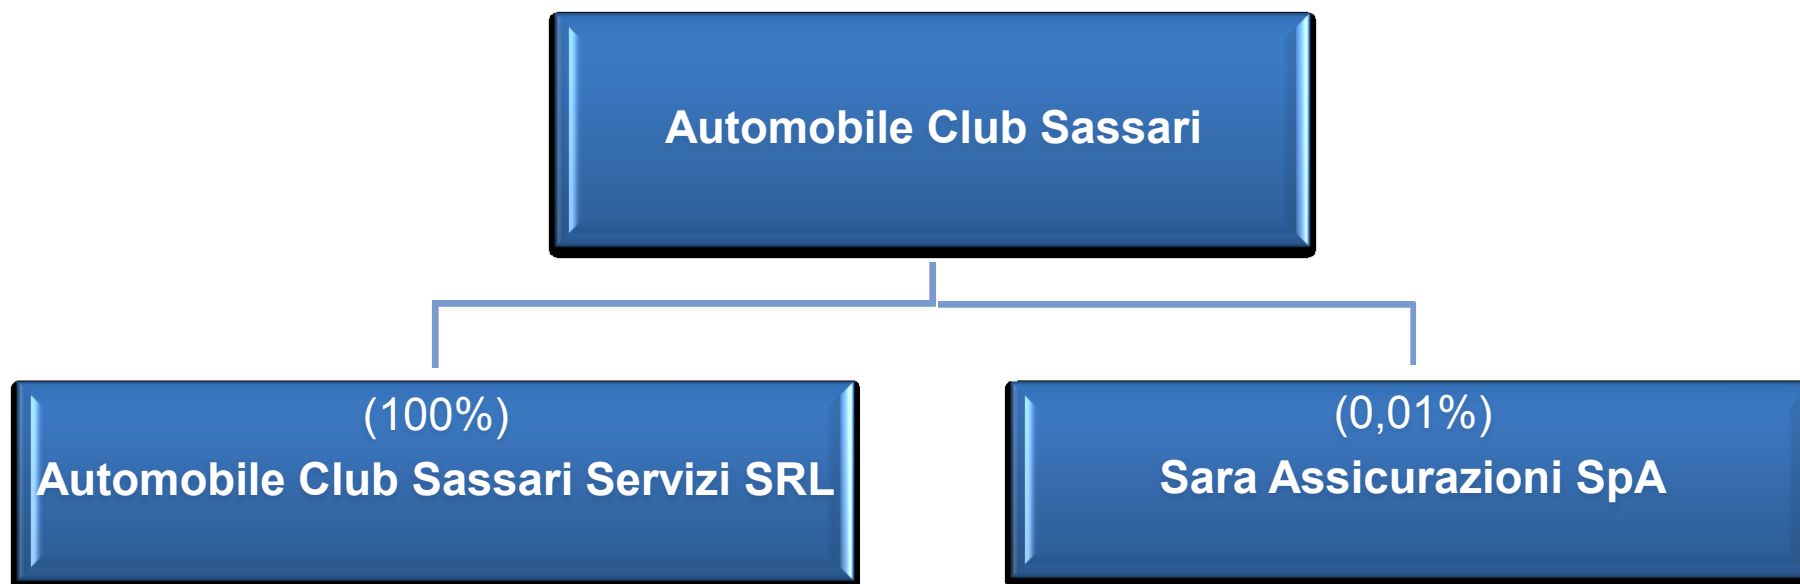 Automobile Club Sassari
(100%)
Automobile Club Sassari Servizi SRL
(0,01%)
Sara Assicurazioni SpA